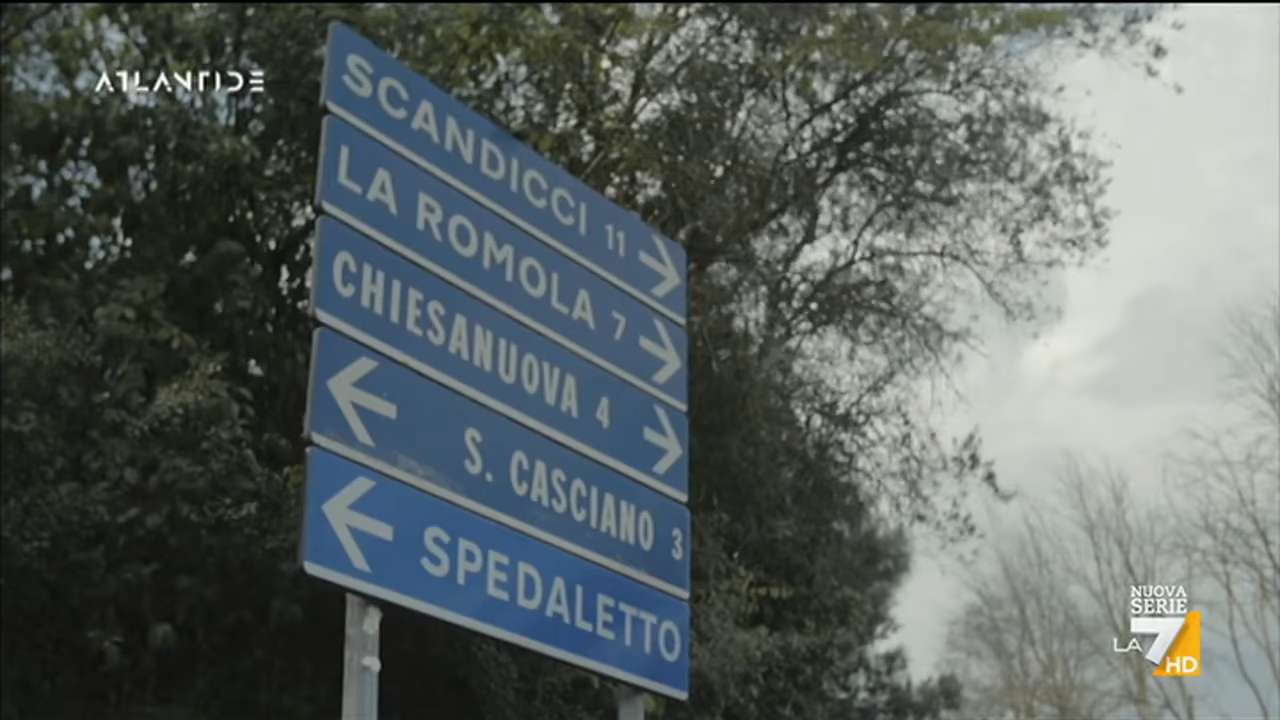 ATLANTIDE
SCANDICCI 11
LA ROMOLA 7
CHIESANUOVA 4
S. CASCIANO 3
SPEDALETTO
NUOVA
SERIE
LA 7 HD